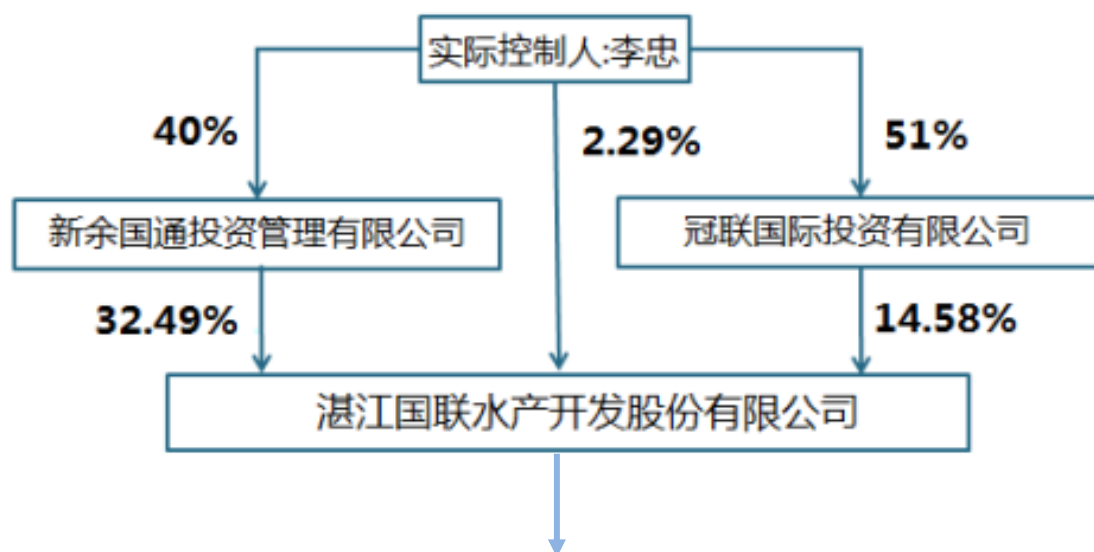 实际控制人:李忠
40%
2.29%
51%
新余国通投资管理有限公司
冠联国际投资有限公司
32.49%
14.58%
湛江国联水产开发股份有限公司